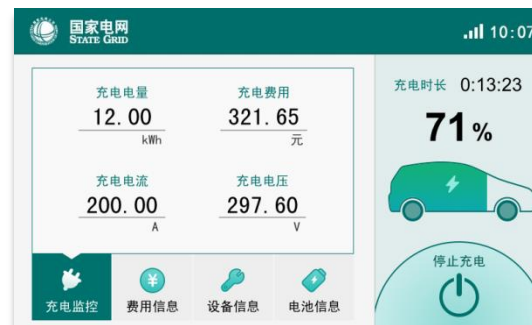 国家电网
STATE GRID
10:07
充电电量
12.00
kWh
充电费用
321.65
元
充电电流
200.00
A
充电电压
297.60
V
充电时长 0:13:23
71%
停止充电
充电监控
费用信息
设备信息
电池信息